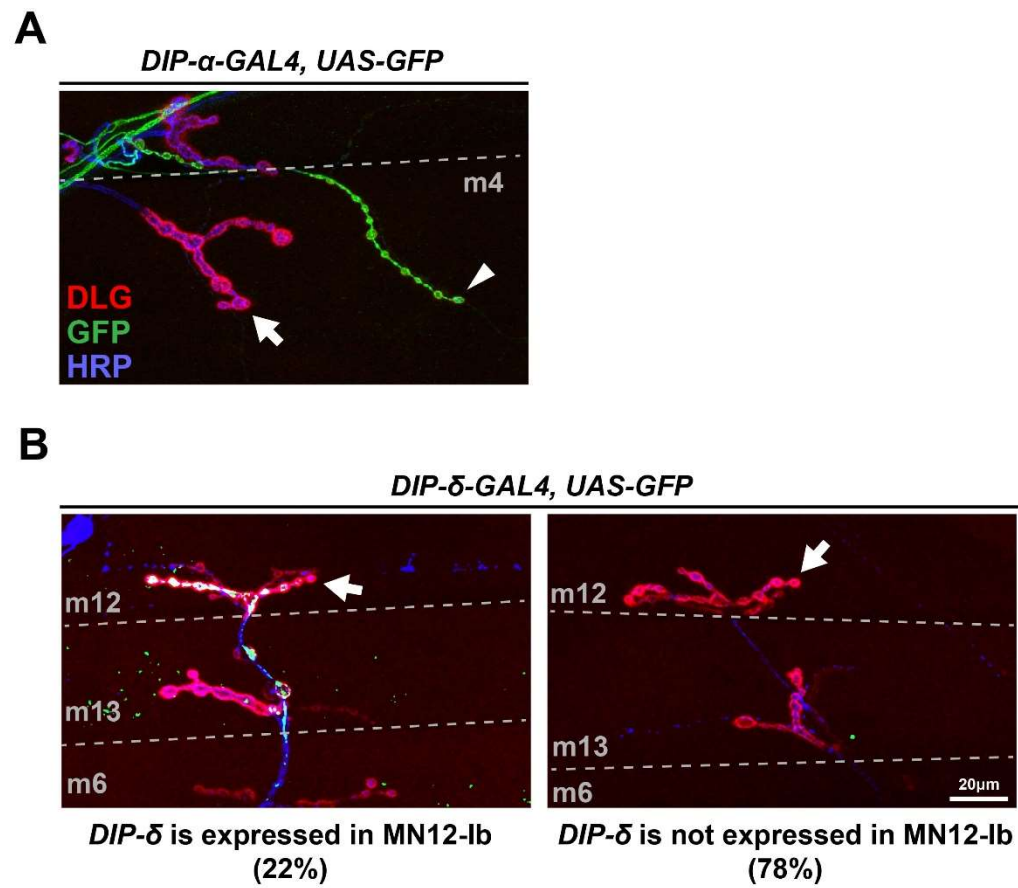 A
DIP-α-GAL4, UAS-GFP
m4
DLG
GFP
HRP
B
DIP-δ-GAL4, UAS-GFP
m12
m13
m6
m12
m13
m6
20μm
DIP-δ is expressed in MN12-Ib
(22%)
DIP-δ is not expressed in MN12-Ib
(78%)